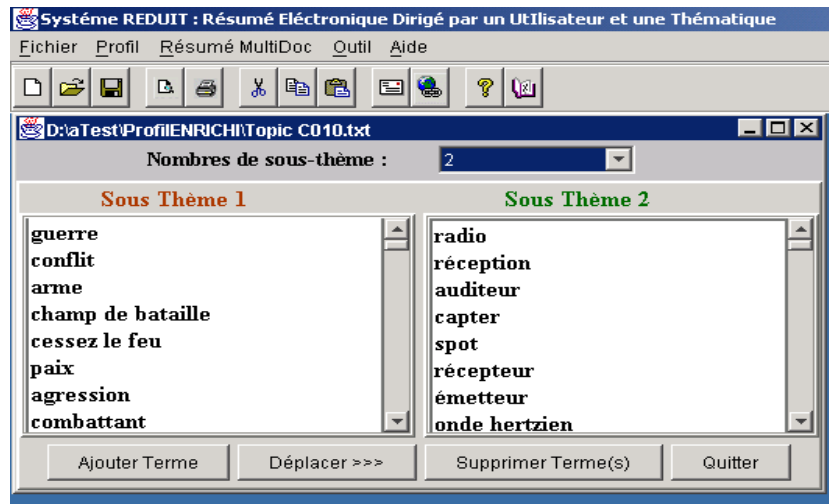 Systéme REDUIT : Résumé Eléctronique Dirigé par un UtIlisateur et une Thématique
Fichier Profil Résumé MultiDoc Outil Aide
D:\aTest\ProfilENRICHI\Topic C010.txt
Nombres de sous-thème : 2
Sous Thème 1
guerre
conflit
arme
champ de bataille
cessez le feu
paix
agression
combattant
Sous Thème 2
radio
réception
auditeur
capter
spot
récepteur
émetteur
onde hertzien
Ajouter Terme Déplacer >>> Supprimer Terme(s) Quitter